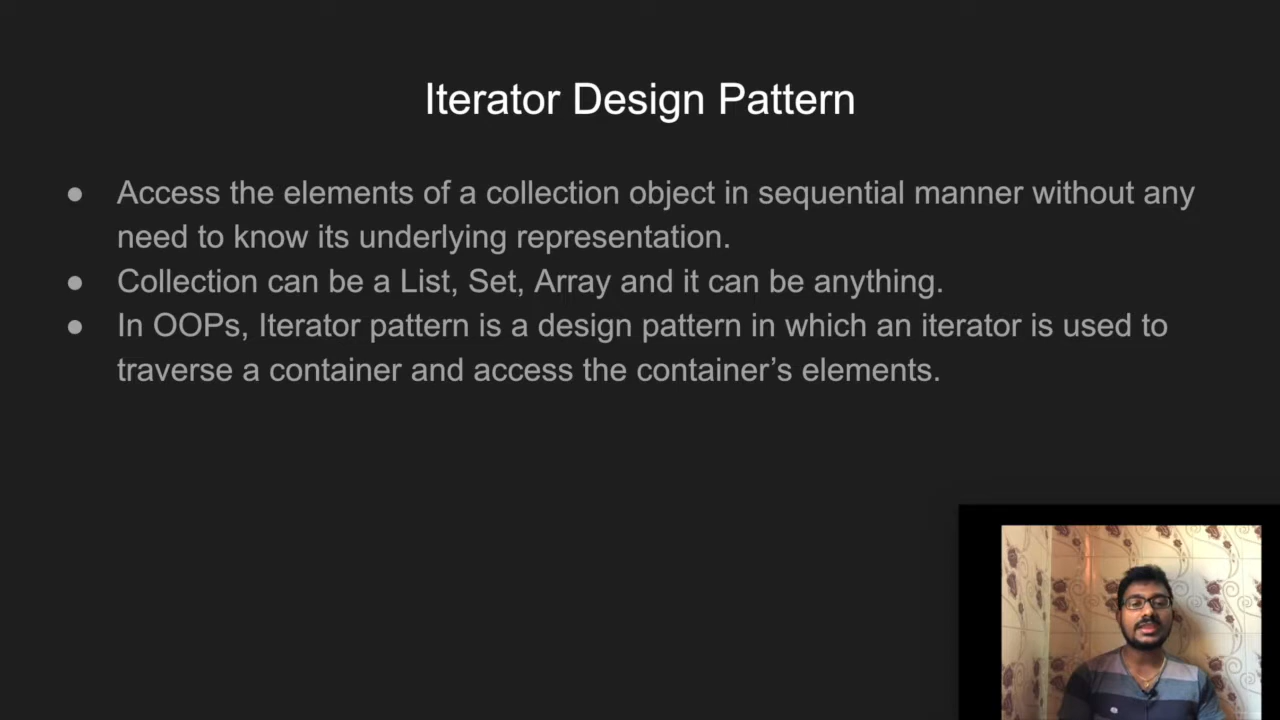 Iterator Design Pattern
● Access the elements of a collection object in sequential manner without any
need to know its underlying representation.
● Collection can be a List, Set, Array and it can be anything.
● In OOPs, Iterator pattern is a design pattern in which an iterator is used to
traverse a container and access the container’s elements.